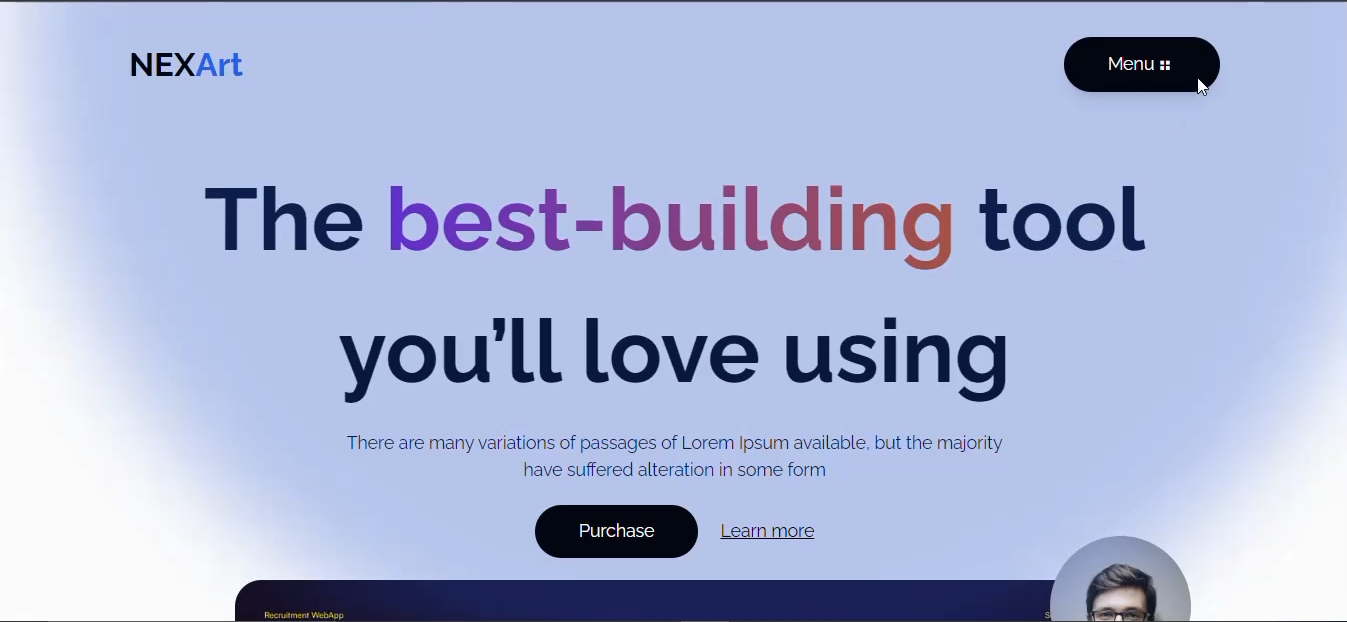 NEXArt
Menu
The best-building tool
you’ll love using
There are many variations of passages of Lorem Ipsum available, but the majority
have suffered alteration in some form
Purchase
Learn more
Recruitment WebApp